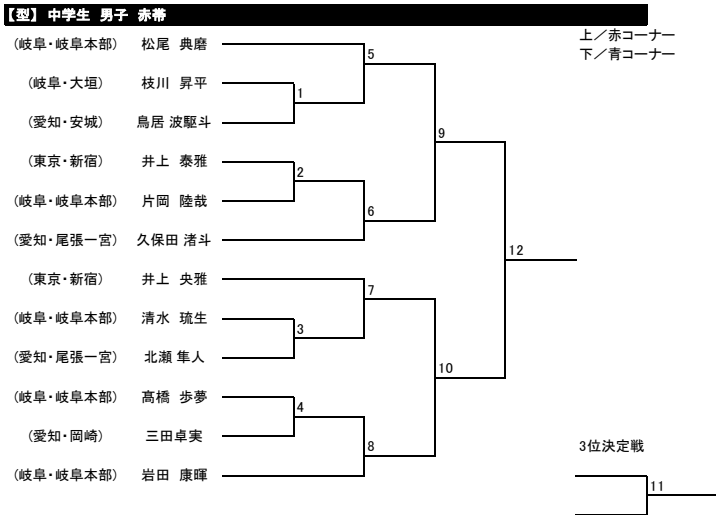 【型】 中学生 男子 赤帯
上／赤コーナー
下／青コーナー
(岐阜・岐阜本部) 松尾 典磨
5
(岐阜・大垣) 枝川 昇平
1
(愛知・安城) 鳥居 波駆斗
9
(東京・新宿) 井上 泰雅
2
(岐阜・岐阜本部) 片岡 陸哉
6
(愛知・尾張一宮) 久保田 渚斗
12
(東京・新宿) 井上 央雅
7
(岐阜・岐阜本部) 清水 琉生
3
(愛知・尾張一宮) 北瀬 隼人
10
(岐阜・岐阜本部) 髙橋 歩夢
4
(愛知・岡崎) 三田卓実
8
3位決定戦
(岐阜・岐阜本部) 岩田 康暉
11